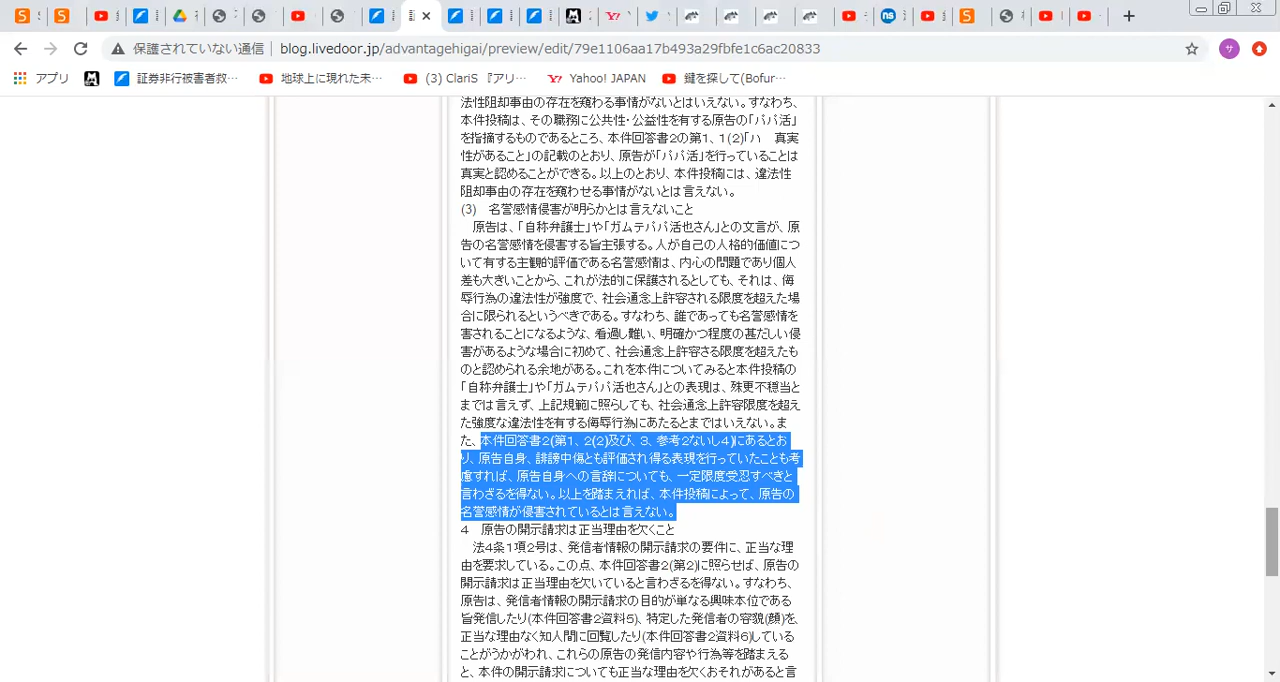 保護されていない通信 | blog.livedoor.jp/advantagehigai/preview/edit/79e1106aa17b493a29fbfe1c6ac20833
アプリ 証券非行被害者救… 地球上に現れた未… (3) ClariS 『アリ… Yahoo! JAPAN 鍵を探して(Bofur…
法性阻却事由の存在を窺わる事情がないとはいえない。すなわち、
本件投稿は、その職務に公共性・公益性を有する原告の「パパ活」
を指摘するものであるところ、本件回答書2の第1、1(2)「ハ　真実
性があること」の記載のとおり、原告が「パパ活」を行っていることは
真実と認めることができる。以上のとおり、本件投稿には、違法性
阻却事由の存在を窺わせる事情がないとは言えない。
(3)　名誉感情侵害が明らかとは言えないこと
　原告は、「自称弁護士」や「ガムテパパ活也さん」との文言が、原
告の名誉感情を侵害する旨主張する。人が自己の人格的価値につ
いて有する主観的評価である名誉感情は、内心の問題であり個人
差も大きいことから、これが法的に保護されるとしても、それは、侮
辱行為の違法性が強度で、社会通念上許容される限度を超えた場
合に限られるというべきである。すなわち、誰であっても名誉感情を
害されることになるような、看過し難い、明確かつ程度の甚だしい侵
害があるような場合に初めて、社会通念上許容さる限度を超えたも
のと認められる余地がある。これを本件についてみると本件投稿の
「自称弁護士」や「ガムテパパ活也さん」との表現は、殊更不穏当と
までは言えず、上記規範に照らしても、社会通念上許容限度を超え
た強度な違法性を有する侮辱行為にあたるとまではいえない。ま
た、本件回答書2(第1、2(2)及び、3、参考2ないし4)にあるとお
り、原告自身、誹謗中傷とも評価され得る表現を行っていたことも考
慮すれば、原告自身への言辞についても、一定限度受忍すべきと
言わざるを得ない。以上を踏まえれば、本件投稿によって、原告の
名誉感情が侵害されているとは言えない。
4　原告の開示請求は正当理由を欠くこと
　法4条1項2号は、発信者情報の開示請求の要件に、正当な理
由を要求している。この点、本件回答書2(第2)に照らせば、原告の
開示請求は正当理由を欠いていると言わざるを得ない。すなわち、
原告は、発信者情報の開示請求の目的が単なる興味本位である
旨発信したり(本件回答書2資料5)、特定した発信者の容貌(顔)を、
正当な理由なく知人間に回覧したり(本件回答書2資料6)している
ことがうかがわれ、これらの原告の発信内容や行為等を踏まえる
と、本件の開示請求についても正当な理由を欠くおそれがあると言